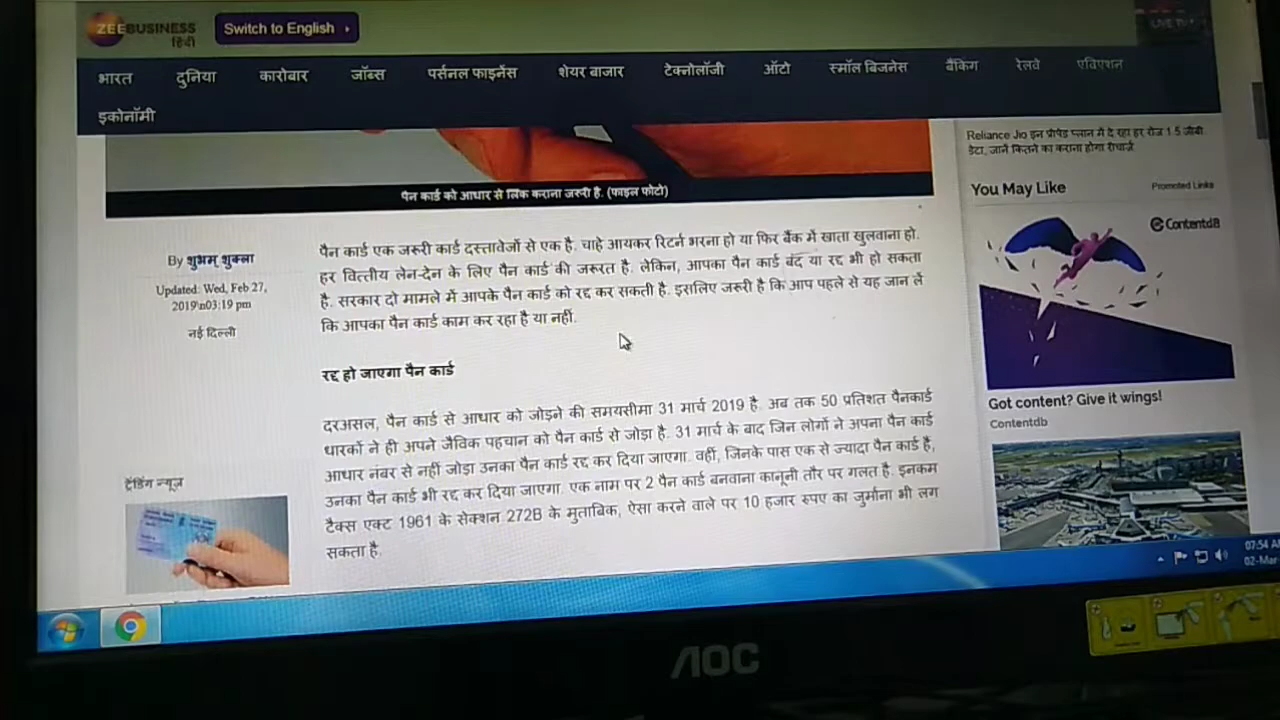 ZEEBUSINESS
हिंदी
Switch to English
LIVE TV
भारत दुनिया कारोबार जॉब्स पर्सनल फाइनेंस शेयर बाजार टेक्नोलॉजी ऑटो स्मॉल बिजनेस बैंकिंग रेलवे एविएशन
इकोनॉमी
पैन कार्ड को आधार से लिंक कराना जरूरी है. (फाइल फोटो)
By शुभम् शुक्ला
Updated: Wed, Feb 27,
2019\n03:19 pm
नई दिल्ली
पैन कार्ड एक जरूरी कार्ड दस्तावेजों से एक है. चाहे आयकर रिटर्न भरना हो या फिर बैंक में खाता खुलवाना हो.
हर वित्तीय लेन-देन के लिए पैन कार्ड की जरूरत है. लेकिन, आपका पैन कार्ड बंद या रद्द भी हो सकता
है. सरकार दो मामले में आपके पैन कार्ड को रद्द कर सकती है. इसलिए जरूरी है कि आप पहले से यह जान लें
कि आपका पैन कार्ड काम कर रहा है या नहीं.
रद्द हो जाएगा पैन कार्ड
दरअसल, पैन कार्ड से आधार को जोड़ने की समयसीमा 31 मार्च 2019 है. अब तक 50 प्रतिशत पैनकार्ड
धारकों ने ही अपने जैविक पहचान को पैन कार्ड से जोड़ा है. 31 मार्च के बाद जिन लोगों ने अपना पैन कार्ड
आधार नंबर से नहीं जोड़ा उनका पैन कार्ड रद्द कर दिया जाएगा. वहीं, जिनके पास एक से ज्यादा पैन कार्ड हैं,
उनका पैन कार्ड भी रद्द कर दिया जाएगा. एक नाम पर 2 पैन कार्ड बनवाना कानूनी तौर पर गलत है. इनकम
टैक्स एक्ट 1961 के सेक्शन 272B के मुताबिक, ऐसा करने वाले पर 10 हजार रुपए का जुर्माना भी लग
सकता है.
ट्रेंडिंग न्यूज़
Reliance Jio इन प्रीपेड प्लान में दे रहा हर रोज 1.5 जीबी
डेटा, जानें कितने का कराना होगा रीचार्ज
You May Like
Promoted Links
Contentdb
Got content? Give it wings!
Contentdb
07:54 A
02-Mar
AOC